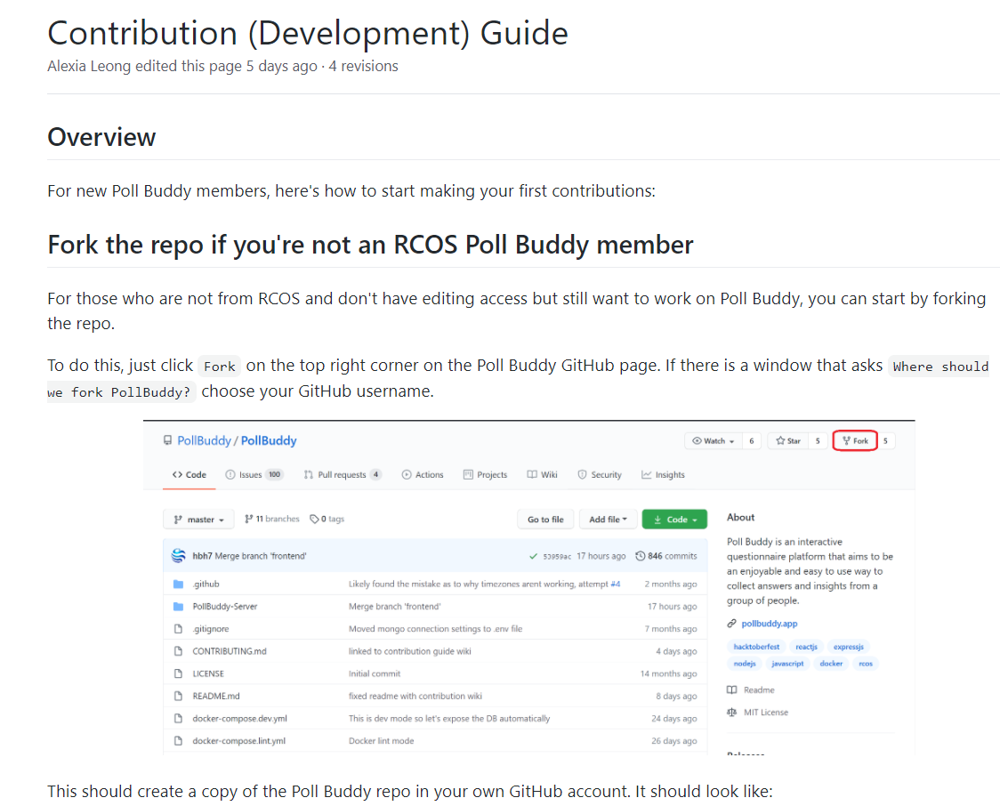 Contribution (Development) Guide
Alexia Leong edited this page 5 days ago · 4 revisions
Overview
For new Poll Buddy members, here's how to start making your first contributions:
Fork the repo if you're not an RCOS Poll Buddy member
For those who are not from RCOS and don't have editing access but still want to work on Poll Buddy, you can start by forking
the repo.
To do this, just click Fork on the top right corner on the Poll Buddy GitHub page. If there is a window that asks Where should
we fork PollBuddy? choose your GitHub username.
PollBuddy / PollBuddy
Watch 6 Star 5 Fork 5
Code Issues 100 Pull requests 4 Actions Projects Wiki Security Insights
master 11 branches 0 tags Go to file Add file Code
hbh7 Merge branch 'frontend' 53959ac 17 hours ago 846 commits
.github Likely found the mistake as to why timezones arent working, attempt #4 2 months ago
PollBuddy-Server Merge branch 'frontend' 17 hours ago
.gitignore Moved mongo connection settings to .env file 7 months ago
CONTRIBUTING.md linked to contribution guide wiki 4 days ago
LICENSE Initial commit 14 months ago
README.md fixed readme with contribution wiki 8 days ago
docker-compose.dev.yml This is dev mode so let's expose the DB automatically 24 days ago
docker-compose.lint.yml Docker lint mode 26 days ago
About
Poll Buddy is an interactive
questionnaire platform that aims to be
an enjoyable and easy to use way to
collect answers and insights from a
group of people.
pollbuddy.app
hacktoberfest reactjs expressjs
nodejs javascript docker rcos
Readme
MIT License
This should create a copy of the Poll Buddy repo in your own GitHub account. It should look like: